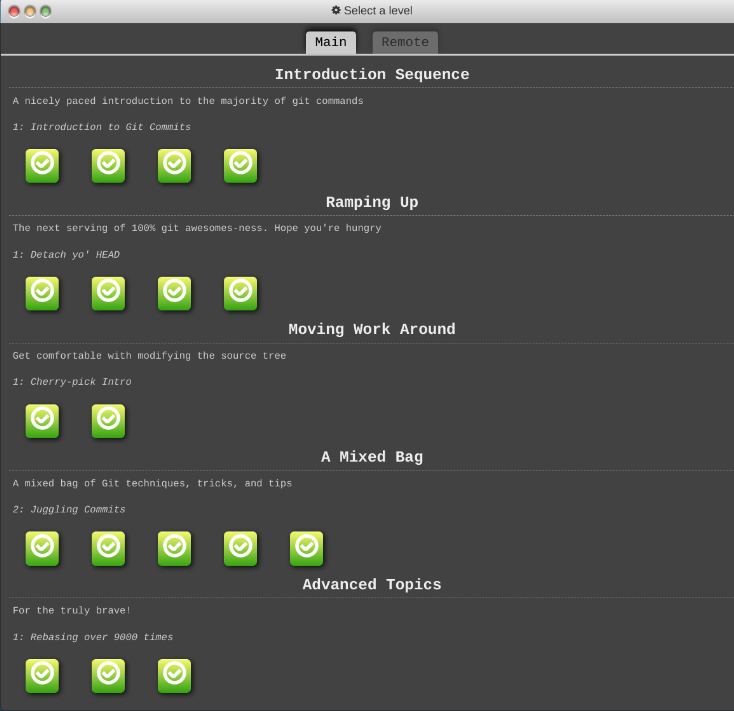 Select a level
Main Remote
Introduction Sequence
A nicely paced introduction to the majority of git commands
1: Introduction to Git Commits
Ramping Up
The next serving of 100% git awesomes-ness. Hope you're hungry
1: Detach yo' HEAD
Moving Work Around
Get comfortable with modifying the source tree
1: Cherry-pick Intro
A Mixed Bag
A mixed bag of Git techniques, tricks, and tips
2: Juggling Commits
Advanced Topics
For the truly brave!
1: Rebasing over 9000 times